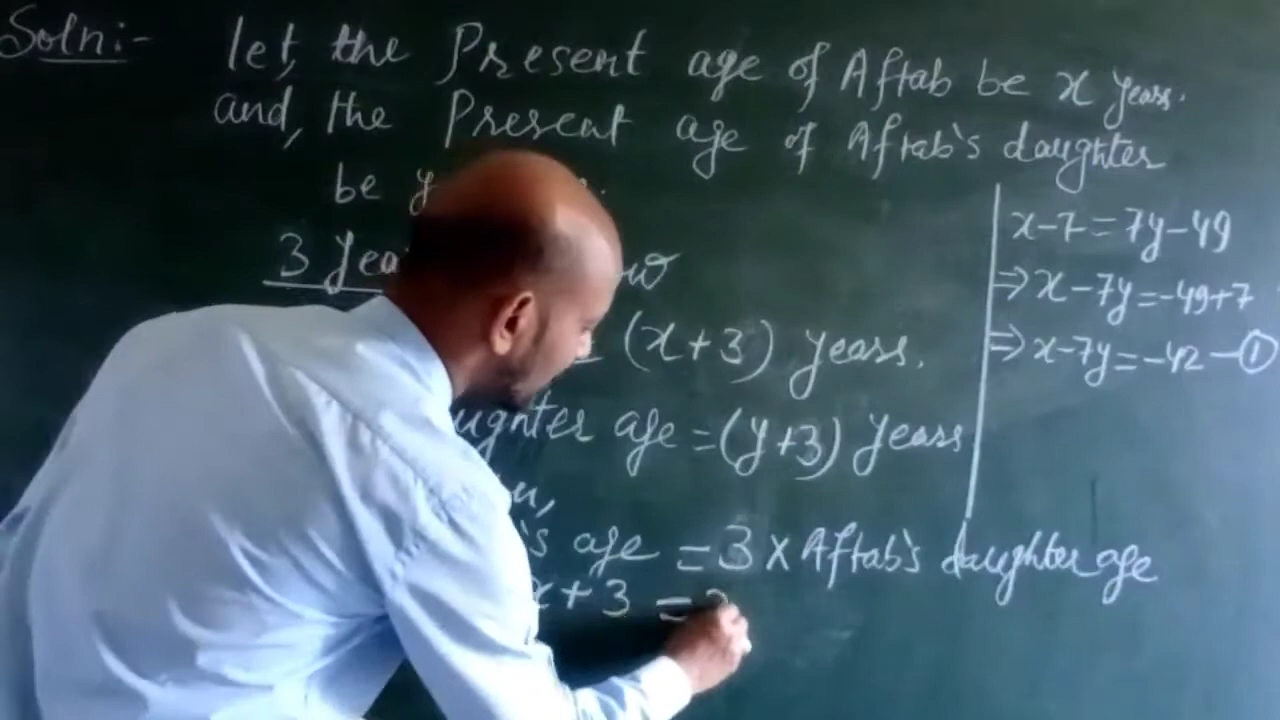 Soln:-
let, the Present age of Aftab be x years.
and, the Present age of Aftab's daughter
be y
3 years
= (x+3) years.
daughter age = (y+3) years
's age = 3 x Aftab's daughter age
x+3 = 3
x-7 = 7y-49
⇒ x-7y = -49+7
⇒ x-7y = -42 - ①